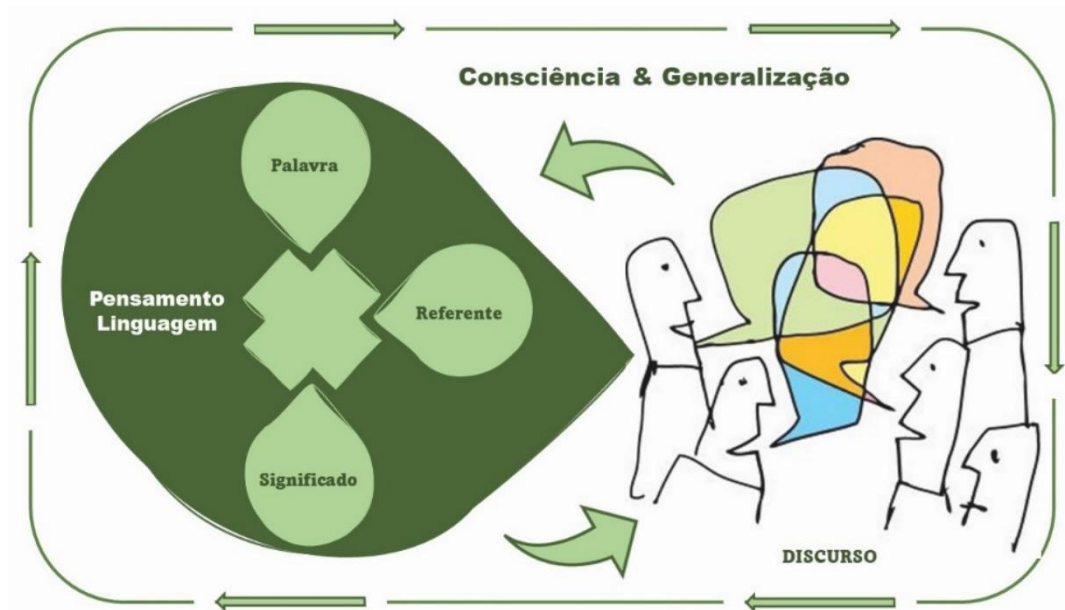 Consciência & Generalização
Palavra
Pensamento
Linguagem
Referente
Significado
DISCURSO